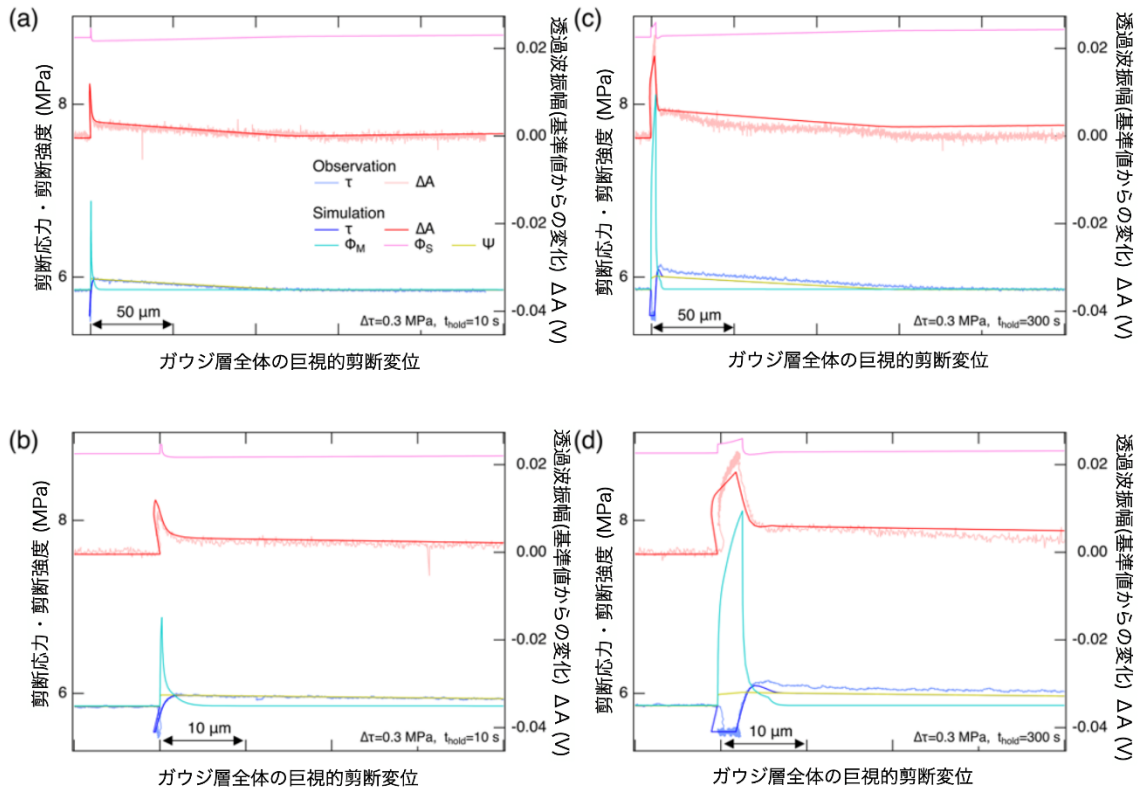 (a)
剪断応力・剪断強度 (MPa)
8
6
0.02
0.00
-0.02
-0.04
透過波振幅(基準値からの変化) ΔA (V)
Observation
τ ΔA
Simulation
τ ΔA
ΦM ΦS Ψ
50 μm
Δτ=0.3 MPa, thold=10 s
ガウジ層全体の巨視的剪断変位
(c)
剪断応力・剪断強度 (MPa)
8
6
0.02
0.00
-0.02
-0.04
透過波振幅(基準値からの変化) ΔA (V)
50 μm
Δτ=0.3 MPa, thold=300 s
ガウジ層全体の巨視的剪断変位
(b)
剪断応力・剪断強度 (MPa)
8
6
0.02
0.00
-0.02
-0.04
透過波振幅(基準値からの変化) ΔA (V)
10 μm
Δτ=0.3 MPa, thold=10 s
ガウジ層全体の巨視的剪断変位
(d)
剪断応力・剪断強度 (MPa)
8
6
0.02
0.00
-0.02
-0.04
透過波振幅(基準値からの変化) ΔA (V)
10 μm
Δτ=0.3 MPa, thold=300 s
ガウジ層全体の巨視的剪断変位